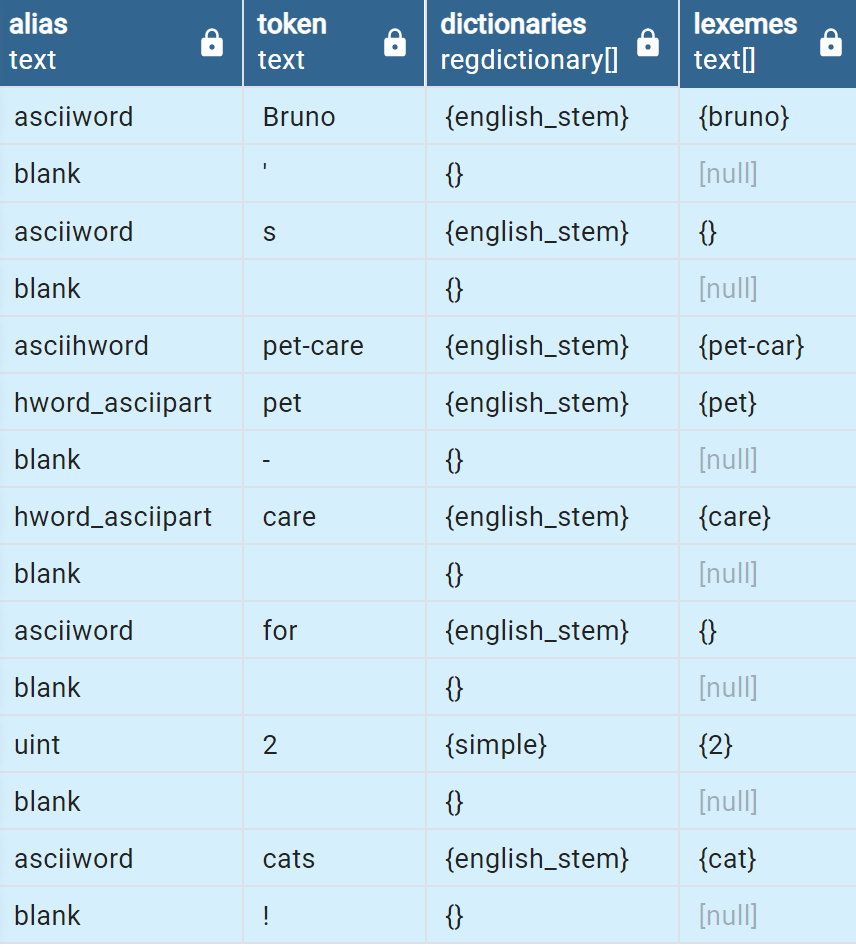 alias token dictionaries lexemes
text text regdictionary[] text[]
asciiword Bruno {english_stem} {bruno}
blank ' {} [null]
asciiword s {english_stem} {}
blank {} [null]
asciihword pet-care {english_stem} {pet-car}
hword_asciipart pet {english_stem} {pet}
blank - {} [null]
hword_asciipart care {english_stem} {care}
blank {} [null]
asciiword for {english_stem} {}
blank {} [null]
uint 2 {simple} {2}
blank {} [null]
asciiword cats {english_stem} {cat}
blank ! {} [null]